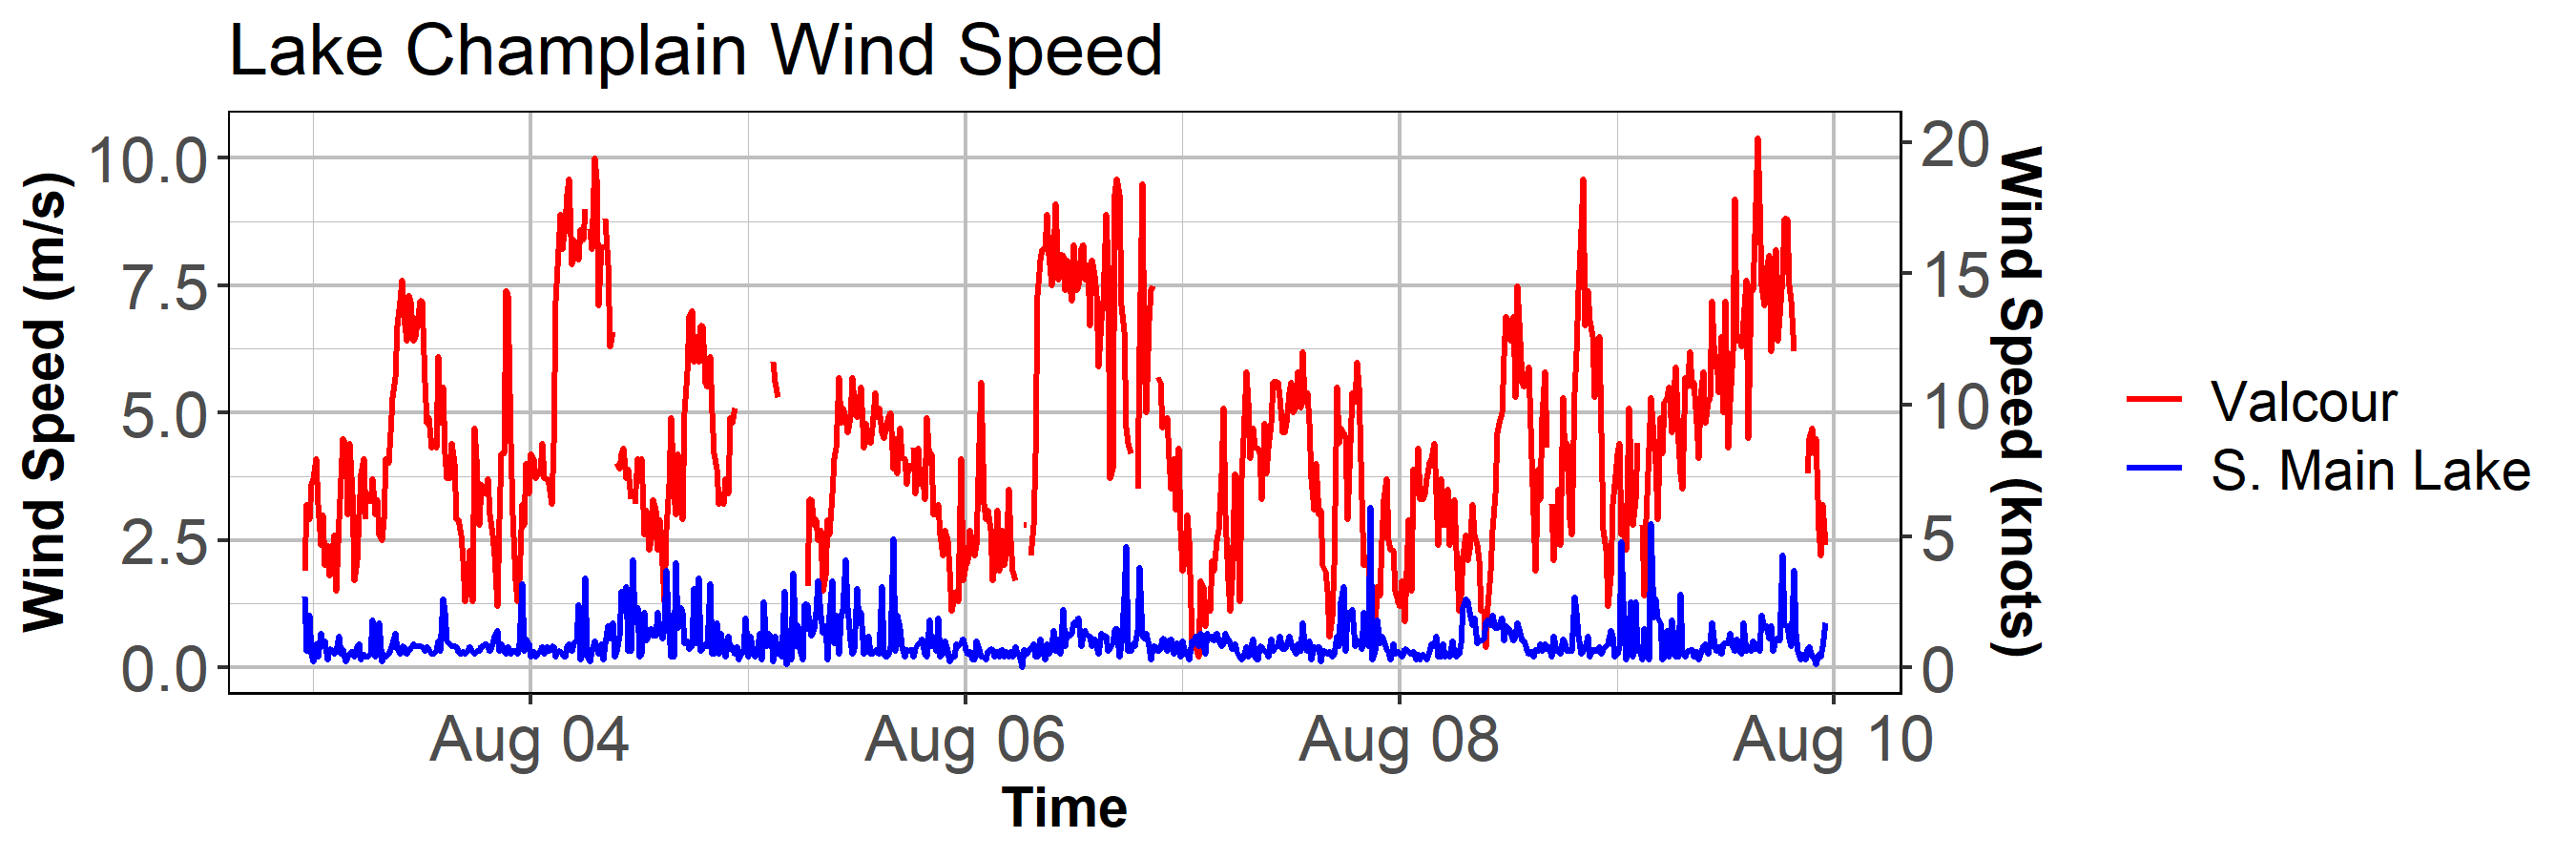 Lake Champlain Wind Speed
Wind Speed (m/s)
10.0
7.5
5.0
2.5
0.0
20
15
10
5
0
Wind Speed (knots)
Aug 04
Aug 06
Aug 08
Aug 10
Time
Valcour
S. Main Lake